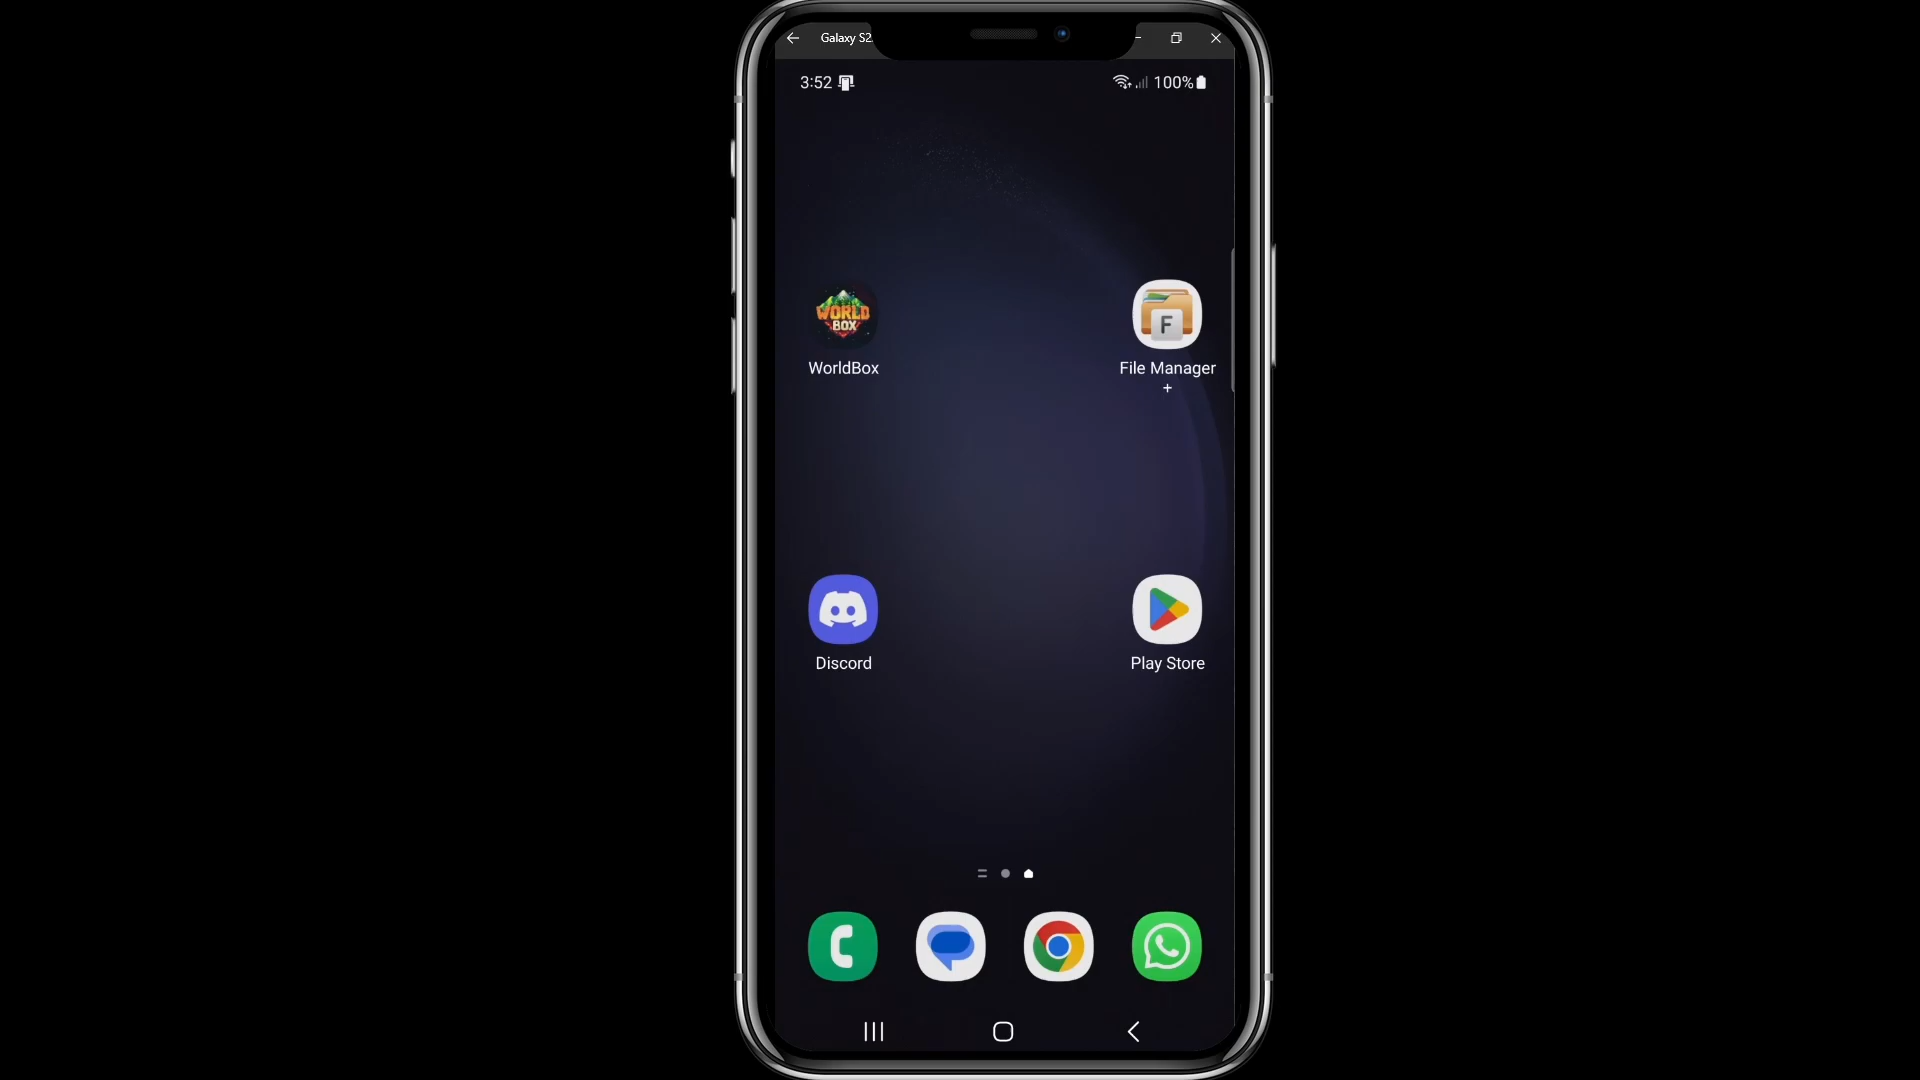 Galaxy S2
3:52
100%
WORLD
BOX
F
WorldBox
File Manager
+
Discord
Play Store